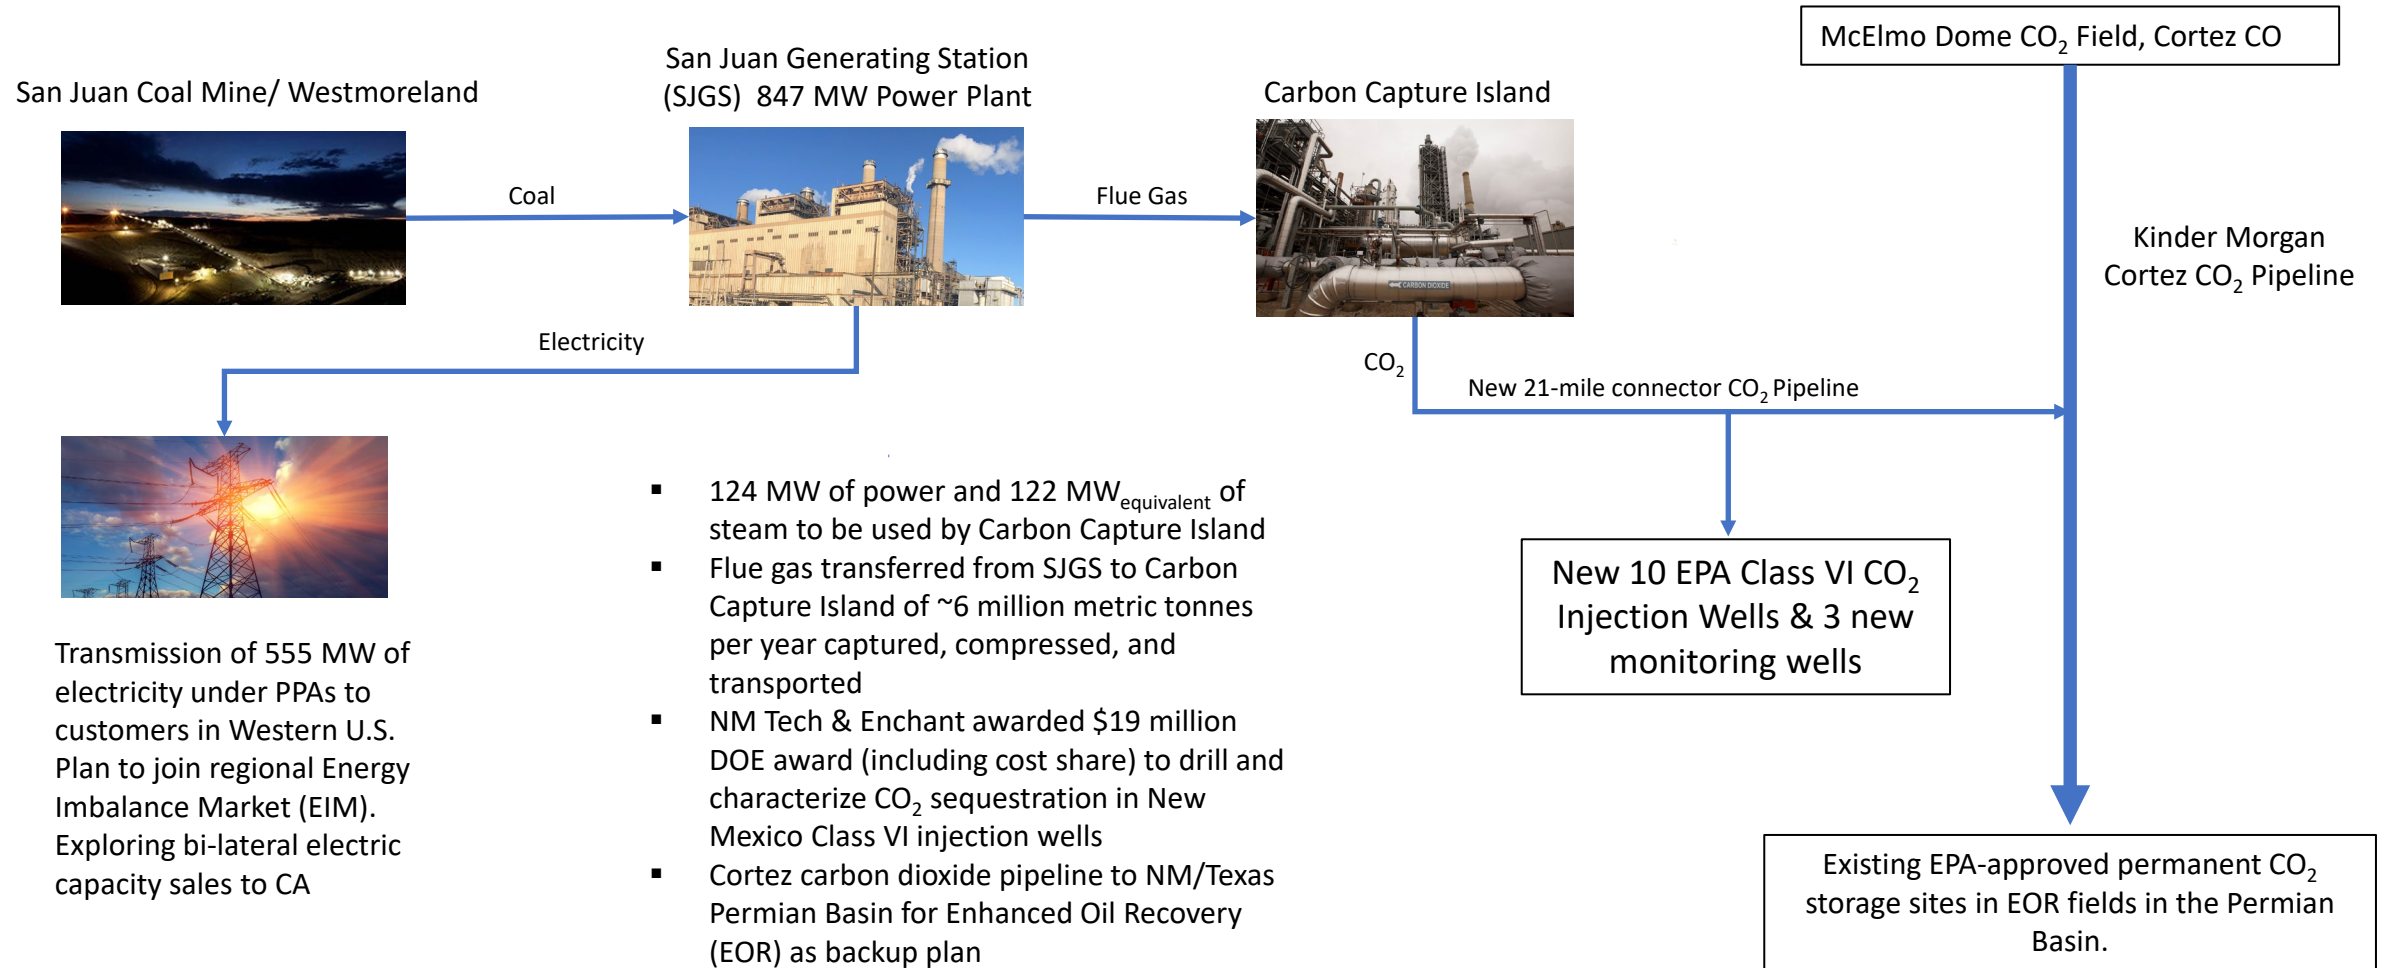 McElmo Dome CO₂ Field, Cortez CO
San Juan Coal Mine/ Westmoreland
San Juan Generating Station
(SJGS)  847 MW Power Plant
Carbon Capture Island
Coal
Flue Gas
CARBON DIOXIDE
Kinder Morgan
Cortez CO₂ Pipeline
Electricity
CO₂
New 21-mile connector CO₂ Pipeline
Transmission of 555 MW of
electricity under PPAs to
customers in Western U.S.
Plan to join regional Energy
Imbalance Market (EIM).
Exploring bi-lateral electric
capacity sales to CA
▪ 124 MW of power and 122 MWequivalent of
steam to be used by Carbon Capture Island
▪ Flue gas transferred from SJGS to Carbon
Capture Island of ~6 million metric tonnes
per year captured, compressed, and
transported
▪ NM Tech & Enchant awarded $19 million
DOE award (including cost share) to drill and
characterize CO₂ sequestration in New
Mexico Class VI injection wells
▪ Cortez carbon dioxide pipeline to NM/Texas
Permian Basin for Enhanced Oil Recovery
(EOR) as backup plan
New 10 EPA Class VI CO₂
Injection Wells & 3 new
monitoring wells
Existing EPA-approved permanent CO₂
storage sites in EOR fields in the Permian
Basin.